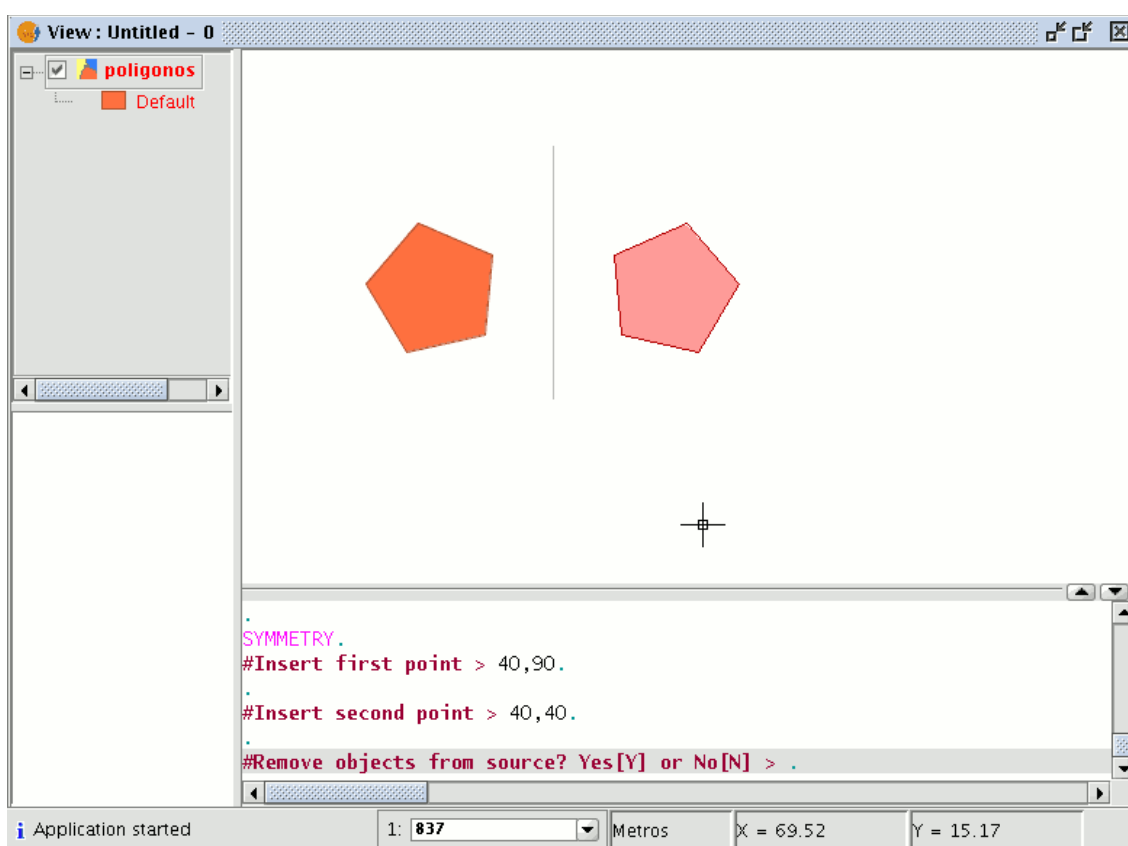 View : Untitled - 0
poligonos
Default
.
SYMMETRY.
#Insert first point > 40,90.
.
#Insert second point > 40,40.
.
#Remove objects from source? Yes[Y] or No[N] > .
Application started
1: 837
Metros
X = 69.52
Y = 15.17